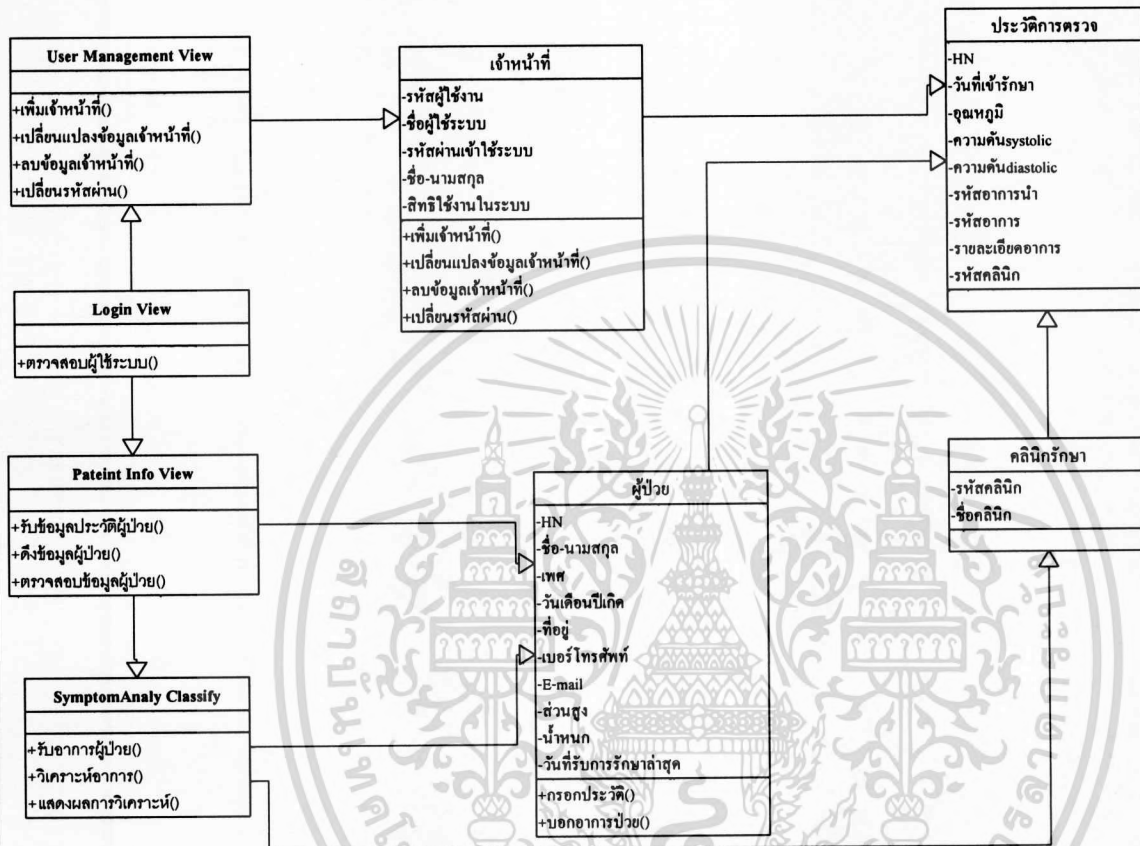 User Management View
+เพิ่มเจ้าหน้าที่()
+เปลี่ยนแปลงข้อมูลเจ้าหน้าที่()
+ลบข้อมูลเจ้าหน้าที่()
+เปลี่ยนรหัสผ่าน()
Login View
+ตรวจสอบผู้ใช้ระบบ()
Pateint Info View
+รับข้อมูลประวัติผู้ป่วย()
+ดึงข้อมูลผู้ป่วย()
+ตรวจสอบข้อมูลผู้ป่วย()
SymptomAnaly Classify
+รับอาการผู้ป่วย()
+วิเคราะห์อาการ()
+แสดงผลการวิเคราะห์()
เจ้าหน้าที่
-รหัสผู้ใช้งาน
-ชื่อผู้ใช้ระบบ
-รหัสผ่านเข้าใช้ระบบ
-ชื่อ-นามสกุล
-สิทธิใช้งานในระบบ
+เพิ่มเจ้าหน้าที่()
+เปลี่ยนแปลงข้อมูลเจ้าหน้าที่()
+ลบข้อมูลเจ้าหน้าที่()
+เปลี่ยนรหัสผ่าน()
ผู้ป่วย
-HN
-ชื่อ-นามสกุล
-เพศ
-วันเดือนปีเกิด
-ที่อยู่
-เบอร์โทรศัพท์
-E-mail
-ส่วนสูง
-น้ำหนก
-วันที่รับการรักษาล่าสุด
+กรอกประวัติ()
+บอกอาการป่วย()
ประวัติการตรวจ
-HN
-วันที่เข้ารักษา
-อุณหภูมิ
-ความดันsystolic
-ความดันdiastolic
-รหัสอาการนำ
-รหัสอาการ
-รายละเอียดอาการ
-รหัสคลินิก
คลินิกรักษา
-รหัสคลินิก
-ชื่อคลินิก